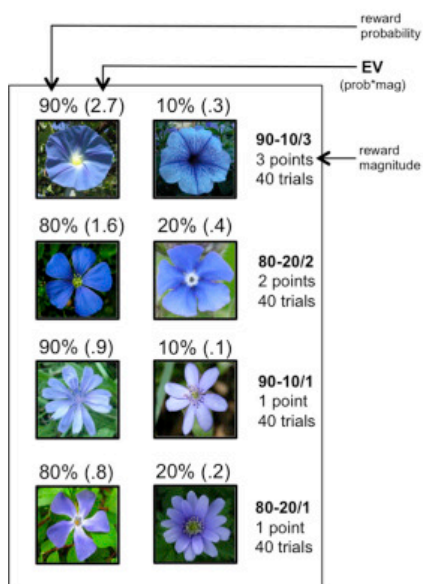 reward
probability
EV
(prob*mag)
90% (2.7) 10% (.3)
90-10/3
3 points
40 trials
reward
magnitude
80% (1.6) 20% (.4)
80-20/2
2 points
40 trials
90% (.9) 10% (.1)
90-10/1
1 point
40 trials
80% (.8) 20% (.2)
80-20/1
1 point
40 trials